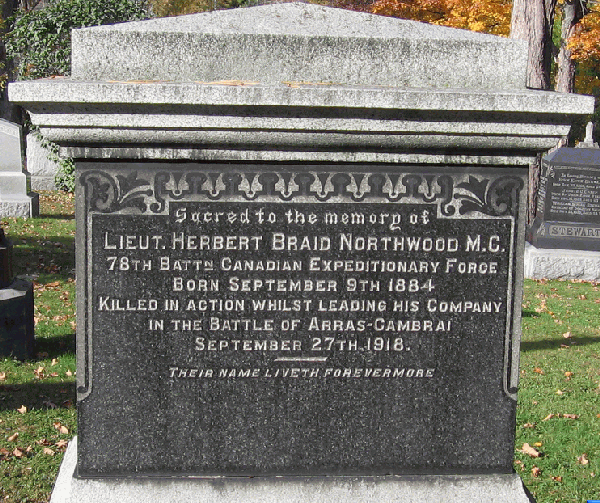 Sacred to the memory of
LIEUT. HERBERT BRAID NORTHWOOD M.C.
78TH BATTN CANADIAN EXPEDITIONARY FORCE
BORN SEPTEMBER 9TH 1884
KILLED IN ACTION WHILST LEADING HIS COMPANY
IN THE BATTLE OF ARRAS-CAMBRAI
SEPTEMBER 27TH 1918.
THEIR NAME LIVETH FOREVERMORE
STEWART